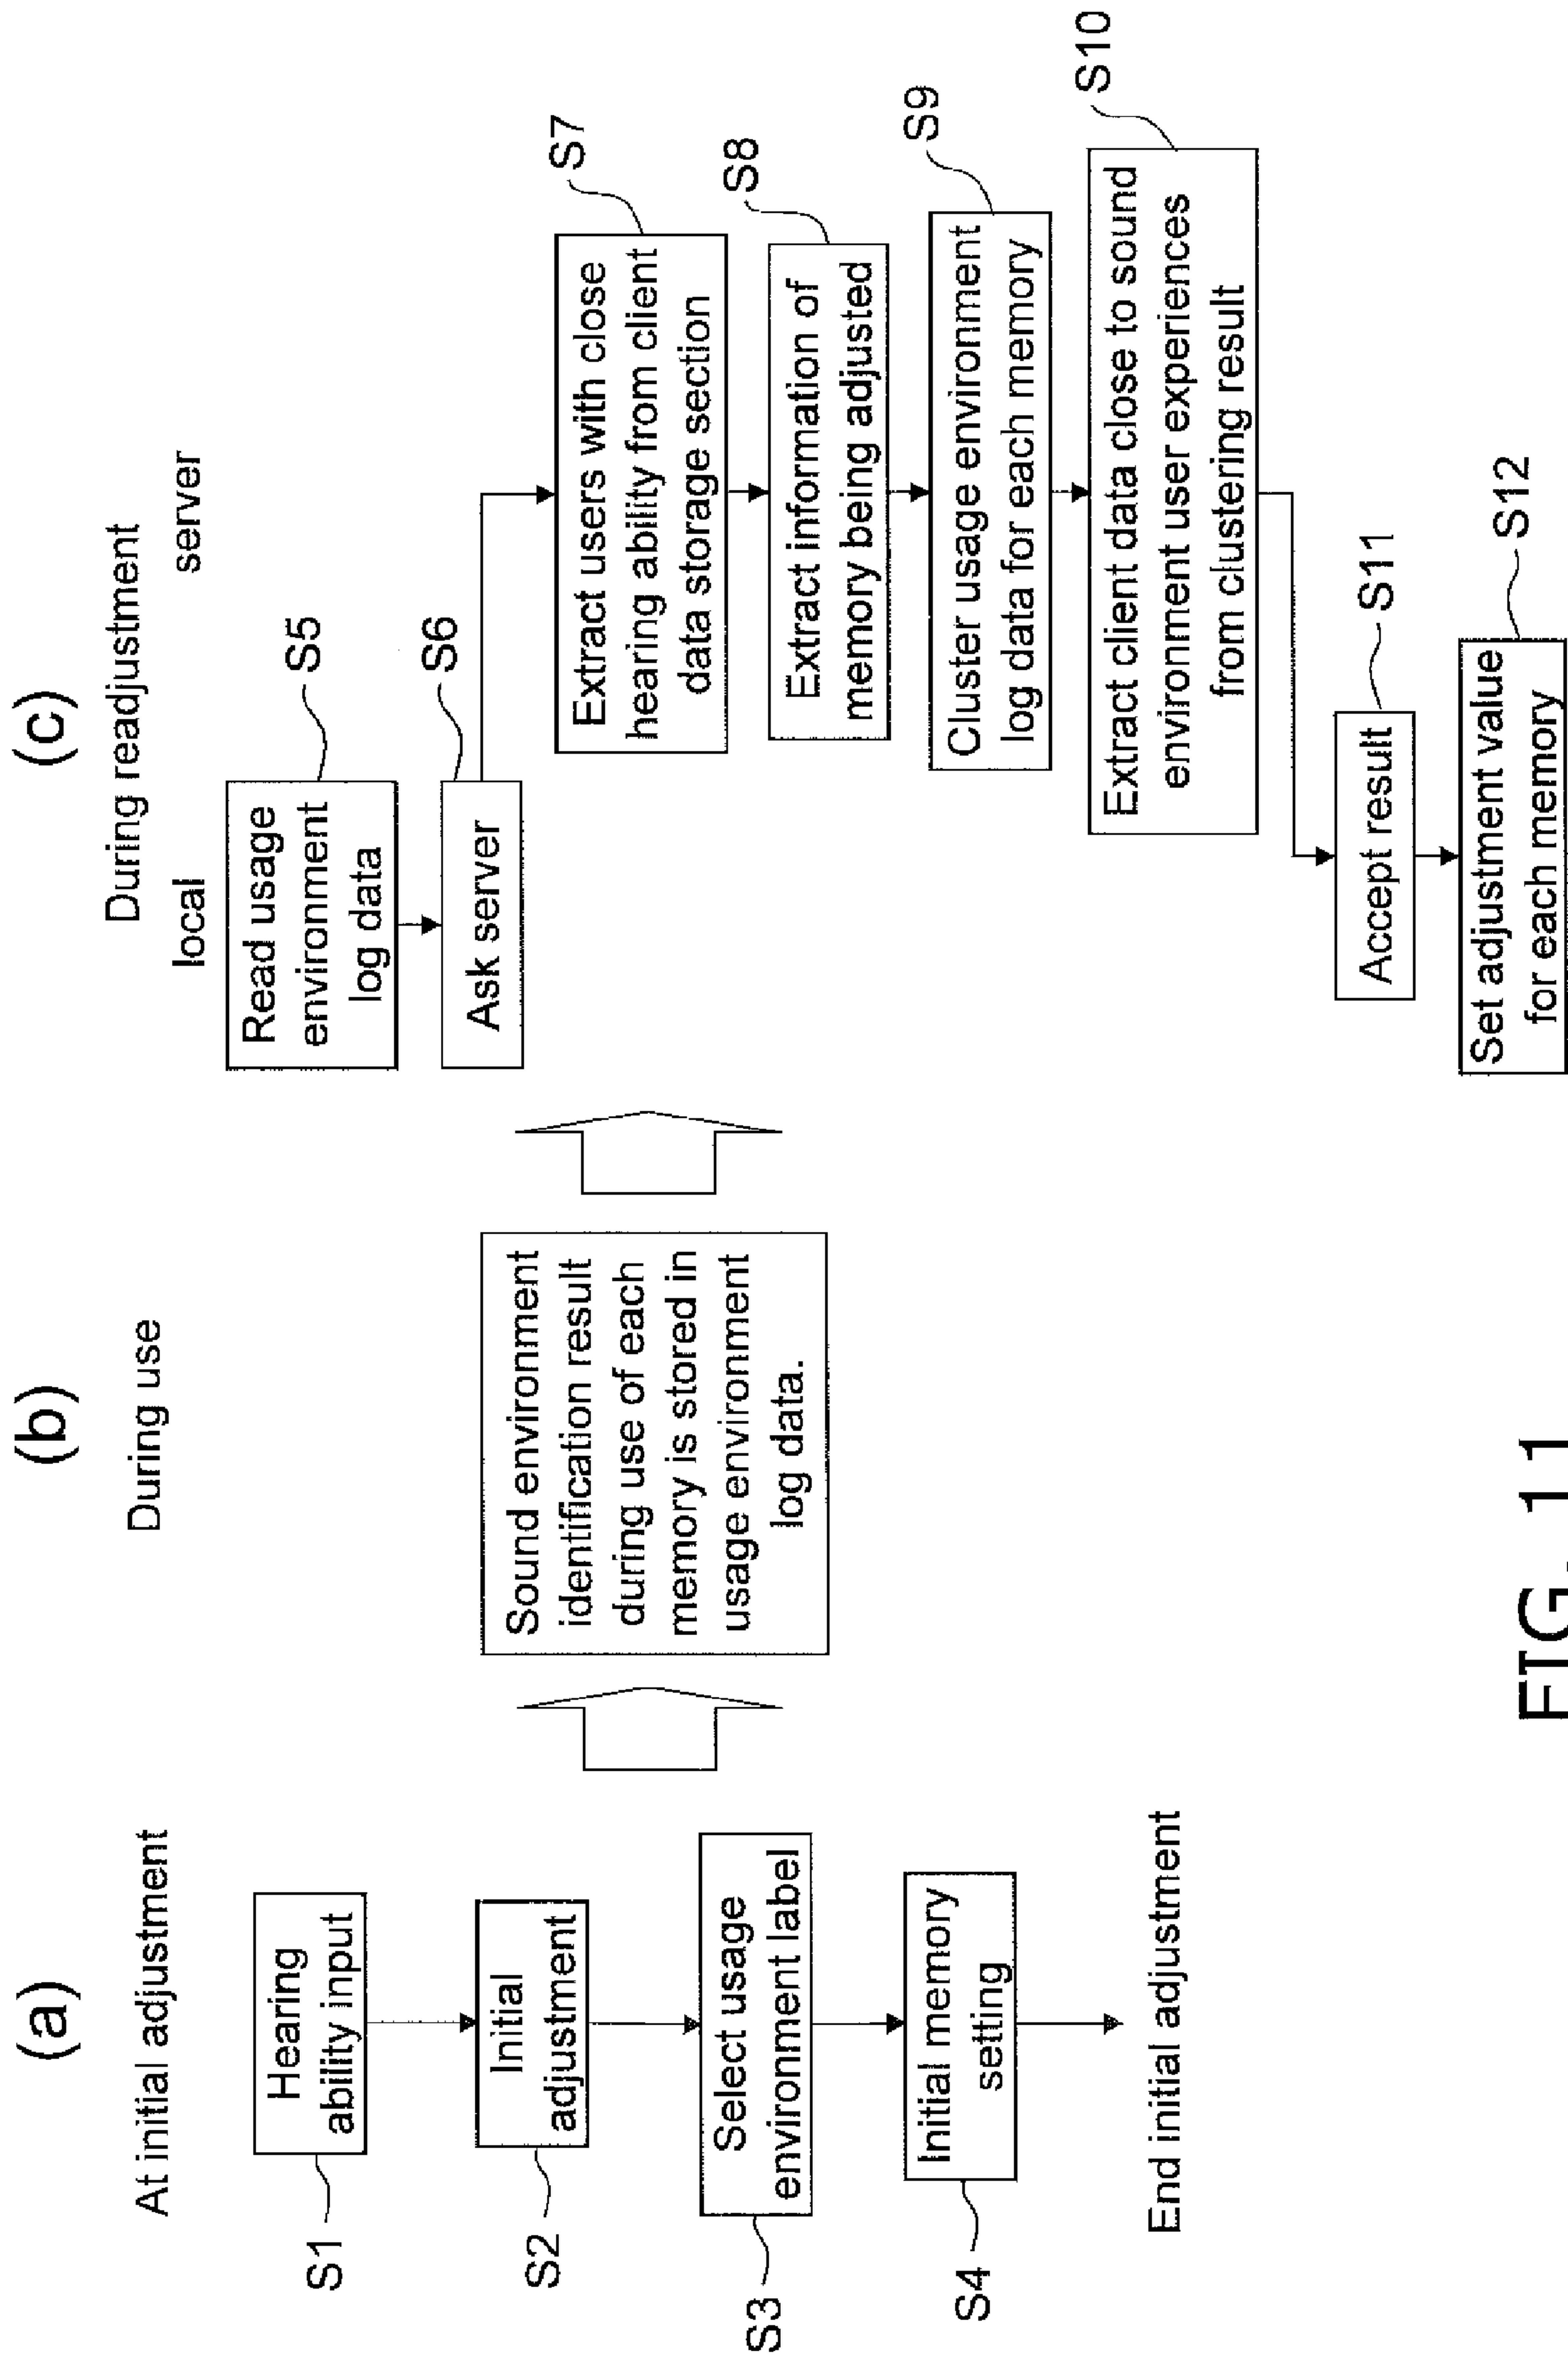 (a)
At initial adjustment
S1
Hearing
ability input
S2
Initial
adjustment
S3
Select usage
environment label
S4
Initial memory
setting
End initial adjustment
(b)
During use
Sound environment
identification result
during use of each
memory is stored in
usage environment
log data.
(c)
During readjustment
local
server
Read usage
environment
log data
S5
Ask server
S6
Extract users with close
hearing ability from client
data storage section
S7
Extract information of
memory being adjusted
S8
Cluster usage environment
log data for each memory
S9
Extract client data close to sound
environment user experiences
from clustering result
S10
Accept result
S11
Set adjustment value
for each memory
S12
FIG. 11